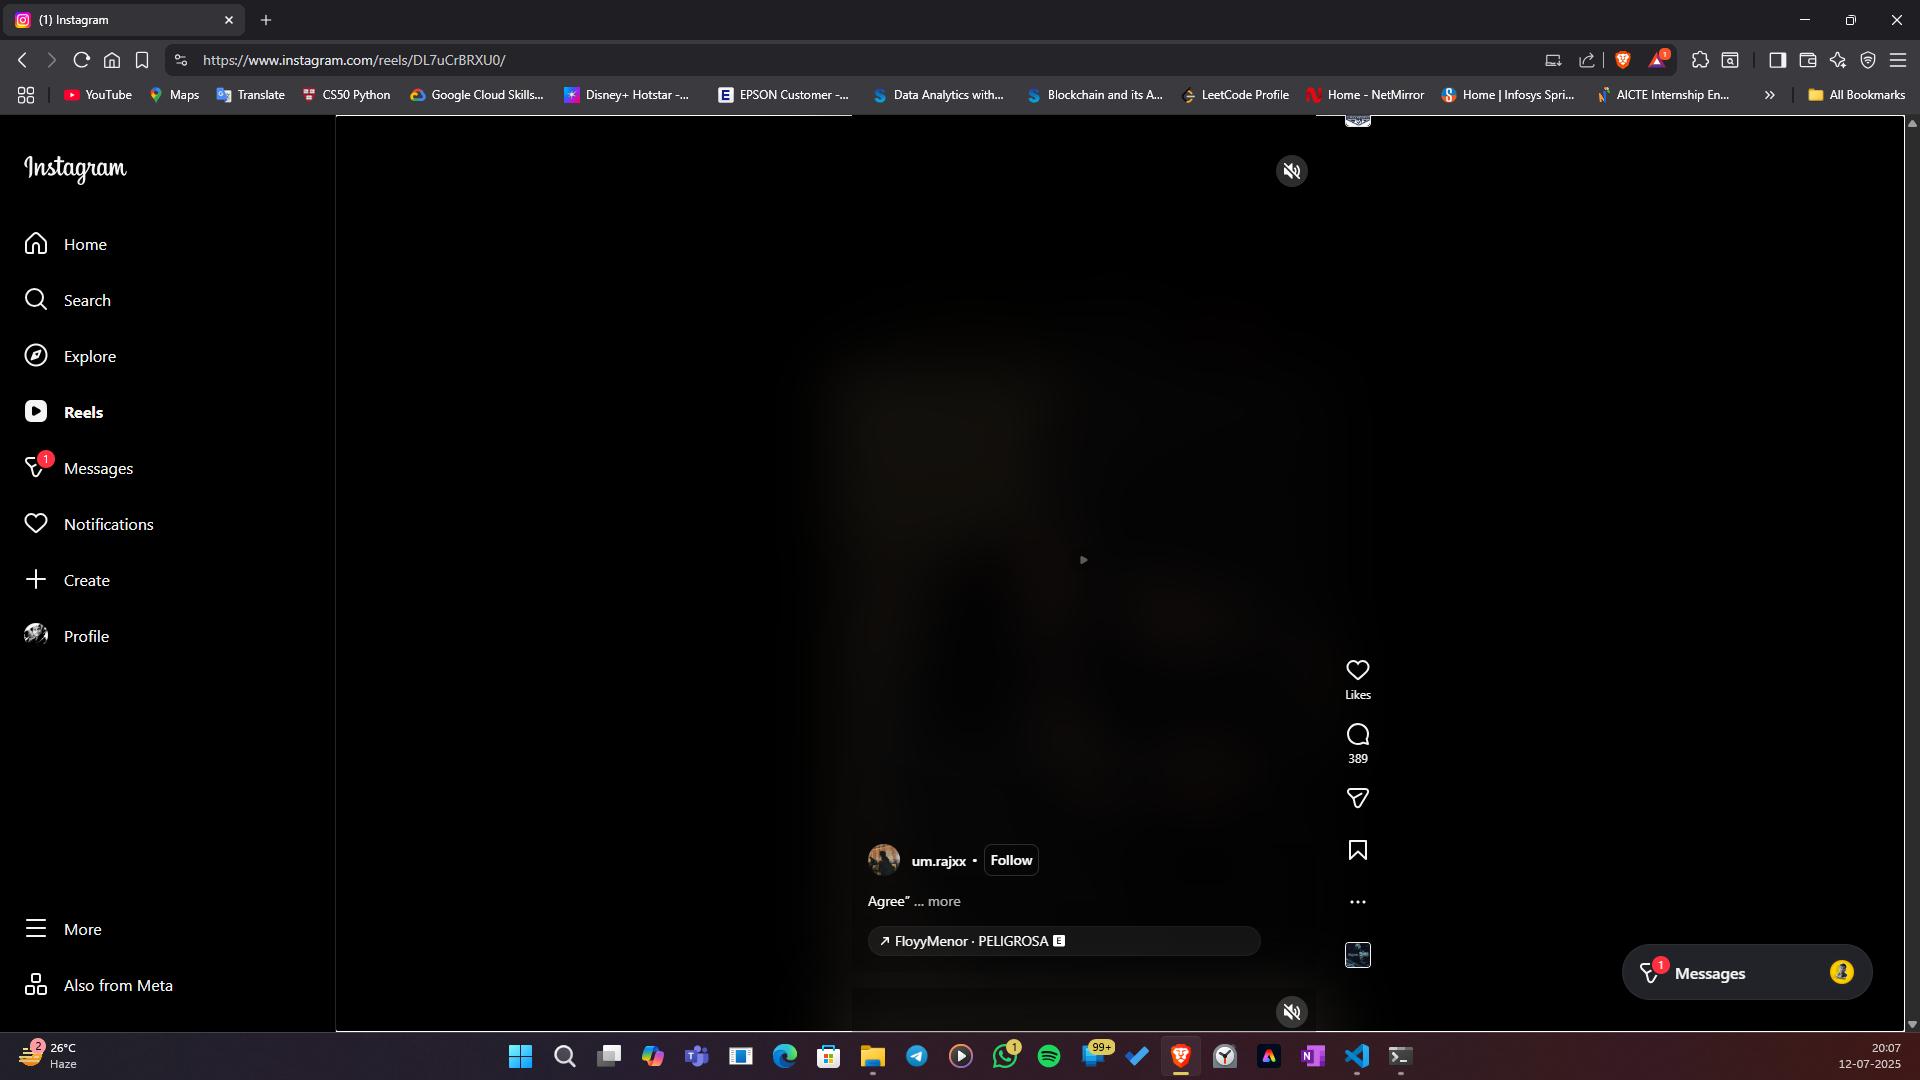 (1) Instagram
https://www.instagram.com/reels/DL7uCrBRXU0/
1
YouTube
Maps
Translate
CS50 Python
Google Cloud Skills...
Disney+ Hotstar -...
EPSON Customer -...
Data Analytics with...
Blockchain and its A...
LeetCode Profile
Home - NetMirror
Home | Infosys Spri...
AICTE Internship En...
All Bookmarks
Instagram
Home
Search
Explore
Reels
1
Messages
Notifications
Create
Profile
More
Also from Meta
Likes
389
um.rajxx • Follow
Agree” ... more
FloyyMenor · PELIGROSA E
1
Messages
2
26°C
Haze
1
99+
20:07
12-07-2025